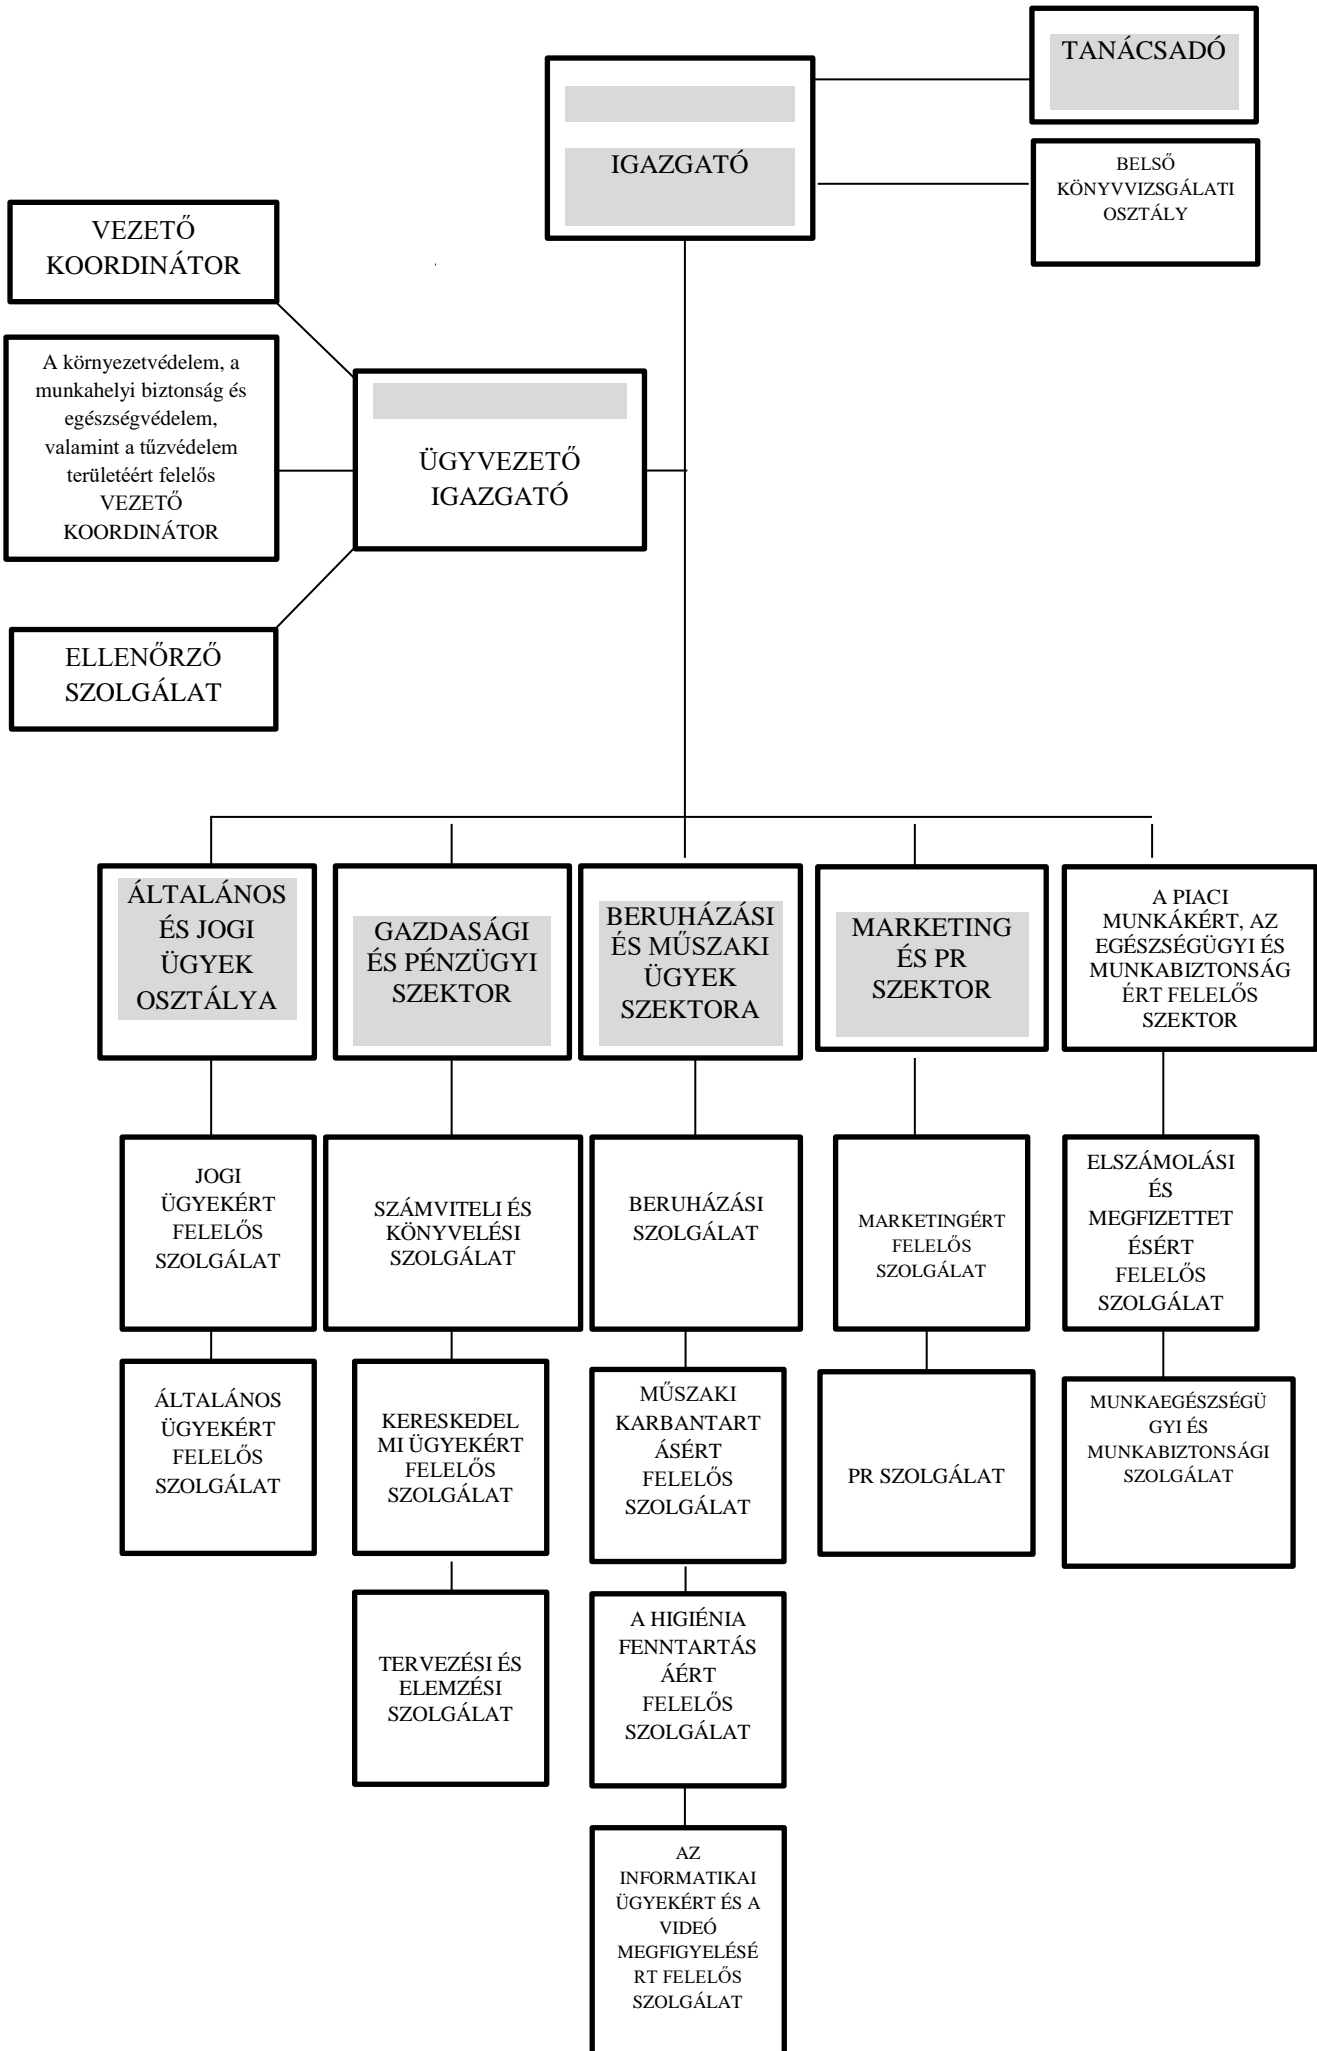 TANÁCSADÓ
IGAZGATÓ
BELSŐ
KÖNYVVIZSGÁLATI
OSZTÁLY
VEZETŐ
KOORDINÁTOR
A környezetvédelem, a
munkahelyi biztonság és
egészségvédelem,
valamint a tűzvédelem
területéért felelős
VEZETŐ
KOORDINÁTOR
ÜGYVEZETŐ
IGAZGATÓ
ELLENŐRZŐ
SZOLGÁLAT
ÁLTALÁNOS
ÉS JOGI
ÜGYEK
OSZTÁLYA
GAZDASÁGI
ÉS PÉNZÜGYI
SZEKTOR
BERUHÁZÁSI
ÉS MŰSZAKI
ÜGYEK
SZEKTORA
MARKETING
ÉS PR
SZEKTOR
A PIACI
MUNKÁKÉRT, AZ
EGÉSZSÉGÜGYI ÉS
MUNKABIZTONSÁG
ÉRT FELELŐS
SZEKTOR
JOGI
ÜGYEKÉRT
FELELŐS
SZOLGÁLAT
SZÁMVITELI ÉS
KÖNYVELÉSI
SZOLGÁLAT
BERUHÁZÁSI
SZOLGÁLAT
MARKETINGÉRT
FELELŐS
SZOLGÁLAT
ELSZÁMOLÁSI
ÉS
MEGFIZETTET
ÉSÉRT
FELELŐS
SZOLGÁLAT
ÁLTALÁNOS
ÜGYEKÉRT
FELELŐS
SZOLGÁLAT
KERESKEDEL
MI ÜGYEKÉRT
FELELŐS
SZOLGÁLAT
MŰSZAKI
KARBANTART
ÁSÉRT
FELELŐS
SZOLGÁLAT
PR SZOLGÁLAT
MUNKAEGÉSZSÉGÜ
GYI ÉS
MUNKABIZTONSÁGI
SZOLGÁLAT
TERVEZÉSI ÉS
ELEMZÉSI
SZOLGÁLAT
A HIGIÉNIA
FENNTARTÁS
ÁÉRT
FELELŐS
SZOLGÁLAT
AZ
INFORMATIKAI
ÜGYEKÉRT ÉS A
VIDEÓ
MEGFIGYELÉSÉ
RT FELELŐS
SZOLGÁLAT